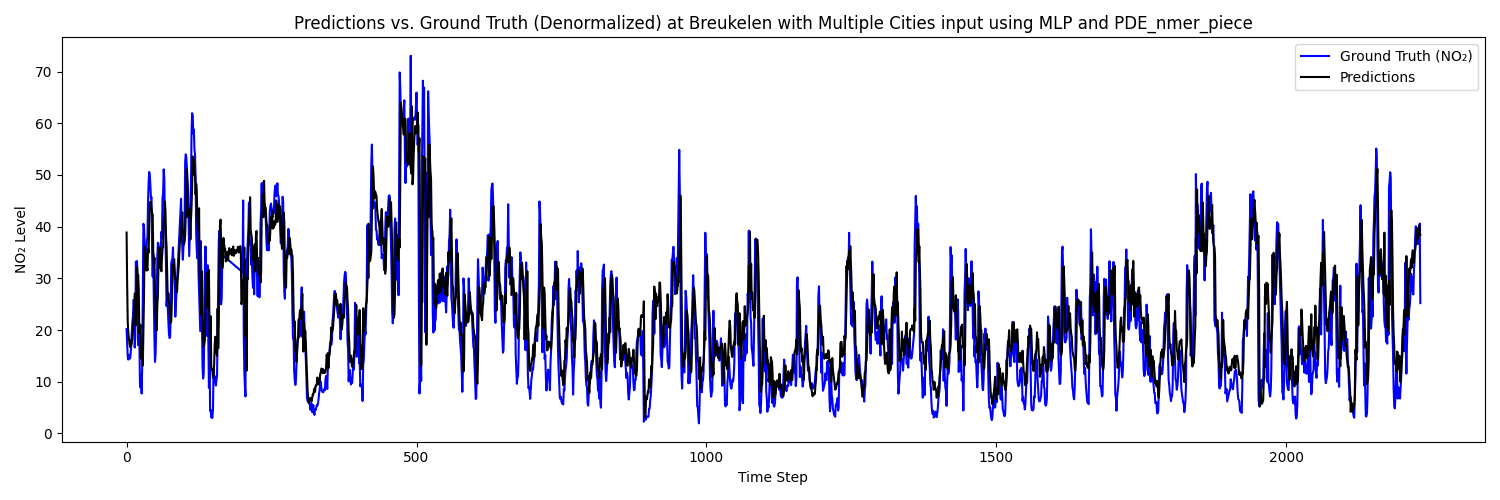 Predictions vs. Ground Truth (Denormalized) at Breukelen with Multiple Cities input using MLP and PDE_nmer_piece
Ground Truth (NO₂)
Predictions
NO₂ Level
70
60
50
40
30
20
10
0
0
500
1000
1500
2000
Time Step